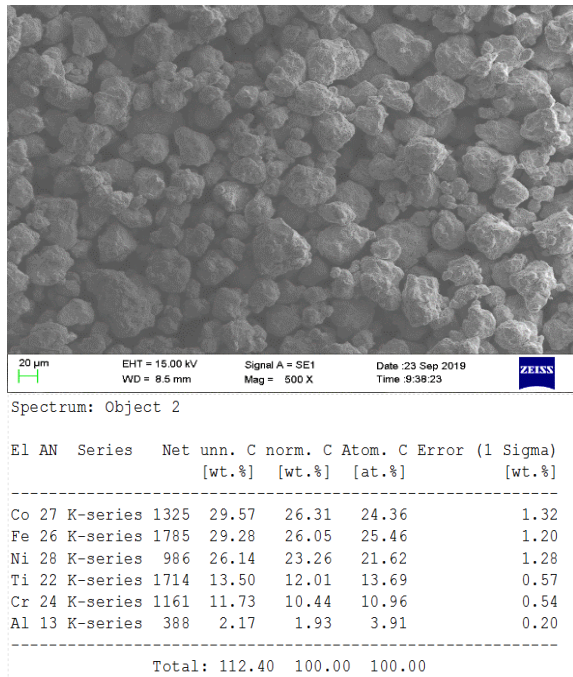 20 µm EHT = 15.00 kV Signal A = SE1 Date :23 Sep 2019 ZEISS
WD = 8.5 mm Mag = 500 X Time :9:38:23
Spectrum: Object 2
El AN Series Net unn. C norm. C Atom. C Error (1 Sigma)
[wt.%] [wt.%] [at.%] [wt.%]
---------------------------------------------------------
Co 27 K-series 1325 29.57 26.31 24.36 1.32
Fe 26 K-series 1785 29.28 26.05 25.46 1.20
Ni 28 K-series 986 26.14 23.26 21.62 1.28
Ti 22 K-series 1714 13.50 12.01 13.69 0.57
Cr 24 K-series 1161 11.73 10.44 10.96 0.54
Al 13 K-series 388 2.17 1.93 3.91 0.20
---------------------------------------------------------
Total: 112.40 100.00 100.00